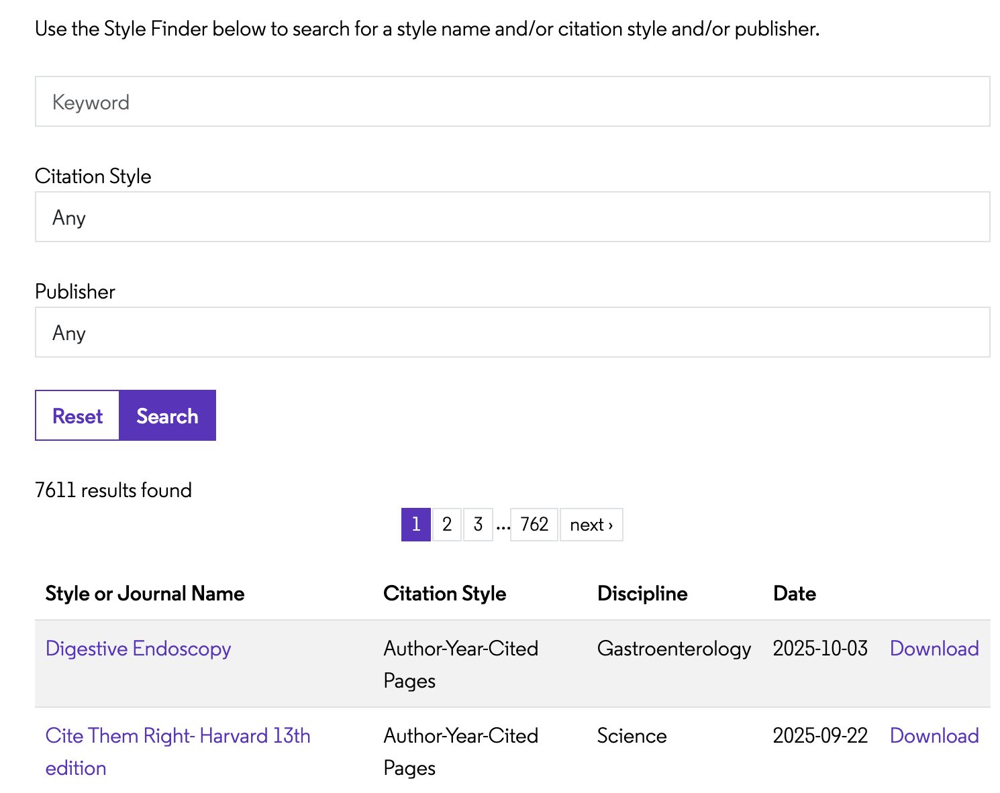 Use the Style Finder below to search for a style name and/or citation style and/or publisher.
Keyword
Citation Style
Any
Publisher
Any
Reset Search
7611 results found
1 2 3 ... 762 next ›
Style or Journal Name Citation Style Discipline Date
Digestive Endoscopy Author-Year-Cited Gastroenterology 2025-10-03 Download
Pages
Cite Them Right- Harvard 13th Author-Year-Cited Science 2025-09-22 Download
edition Pages